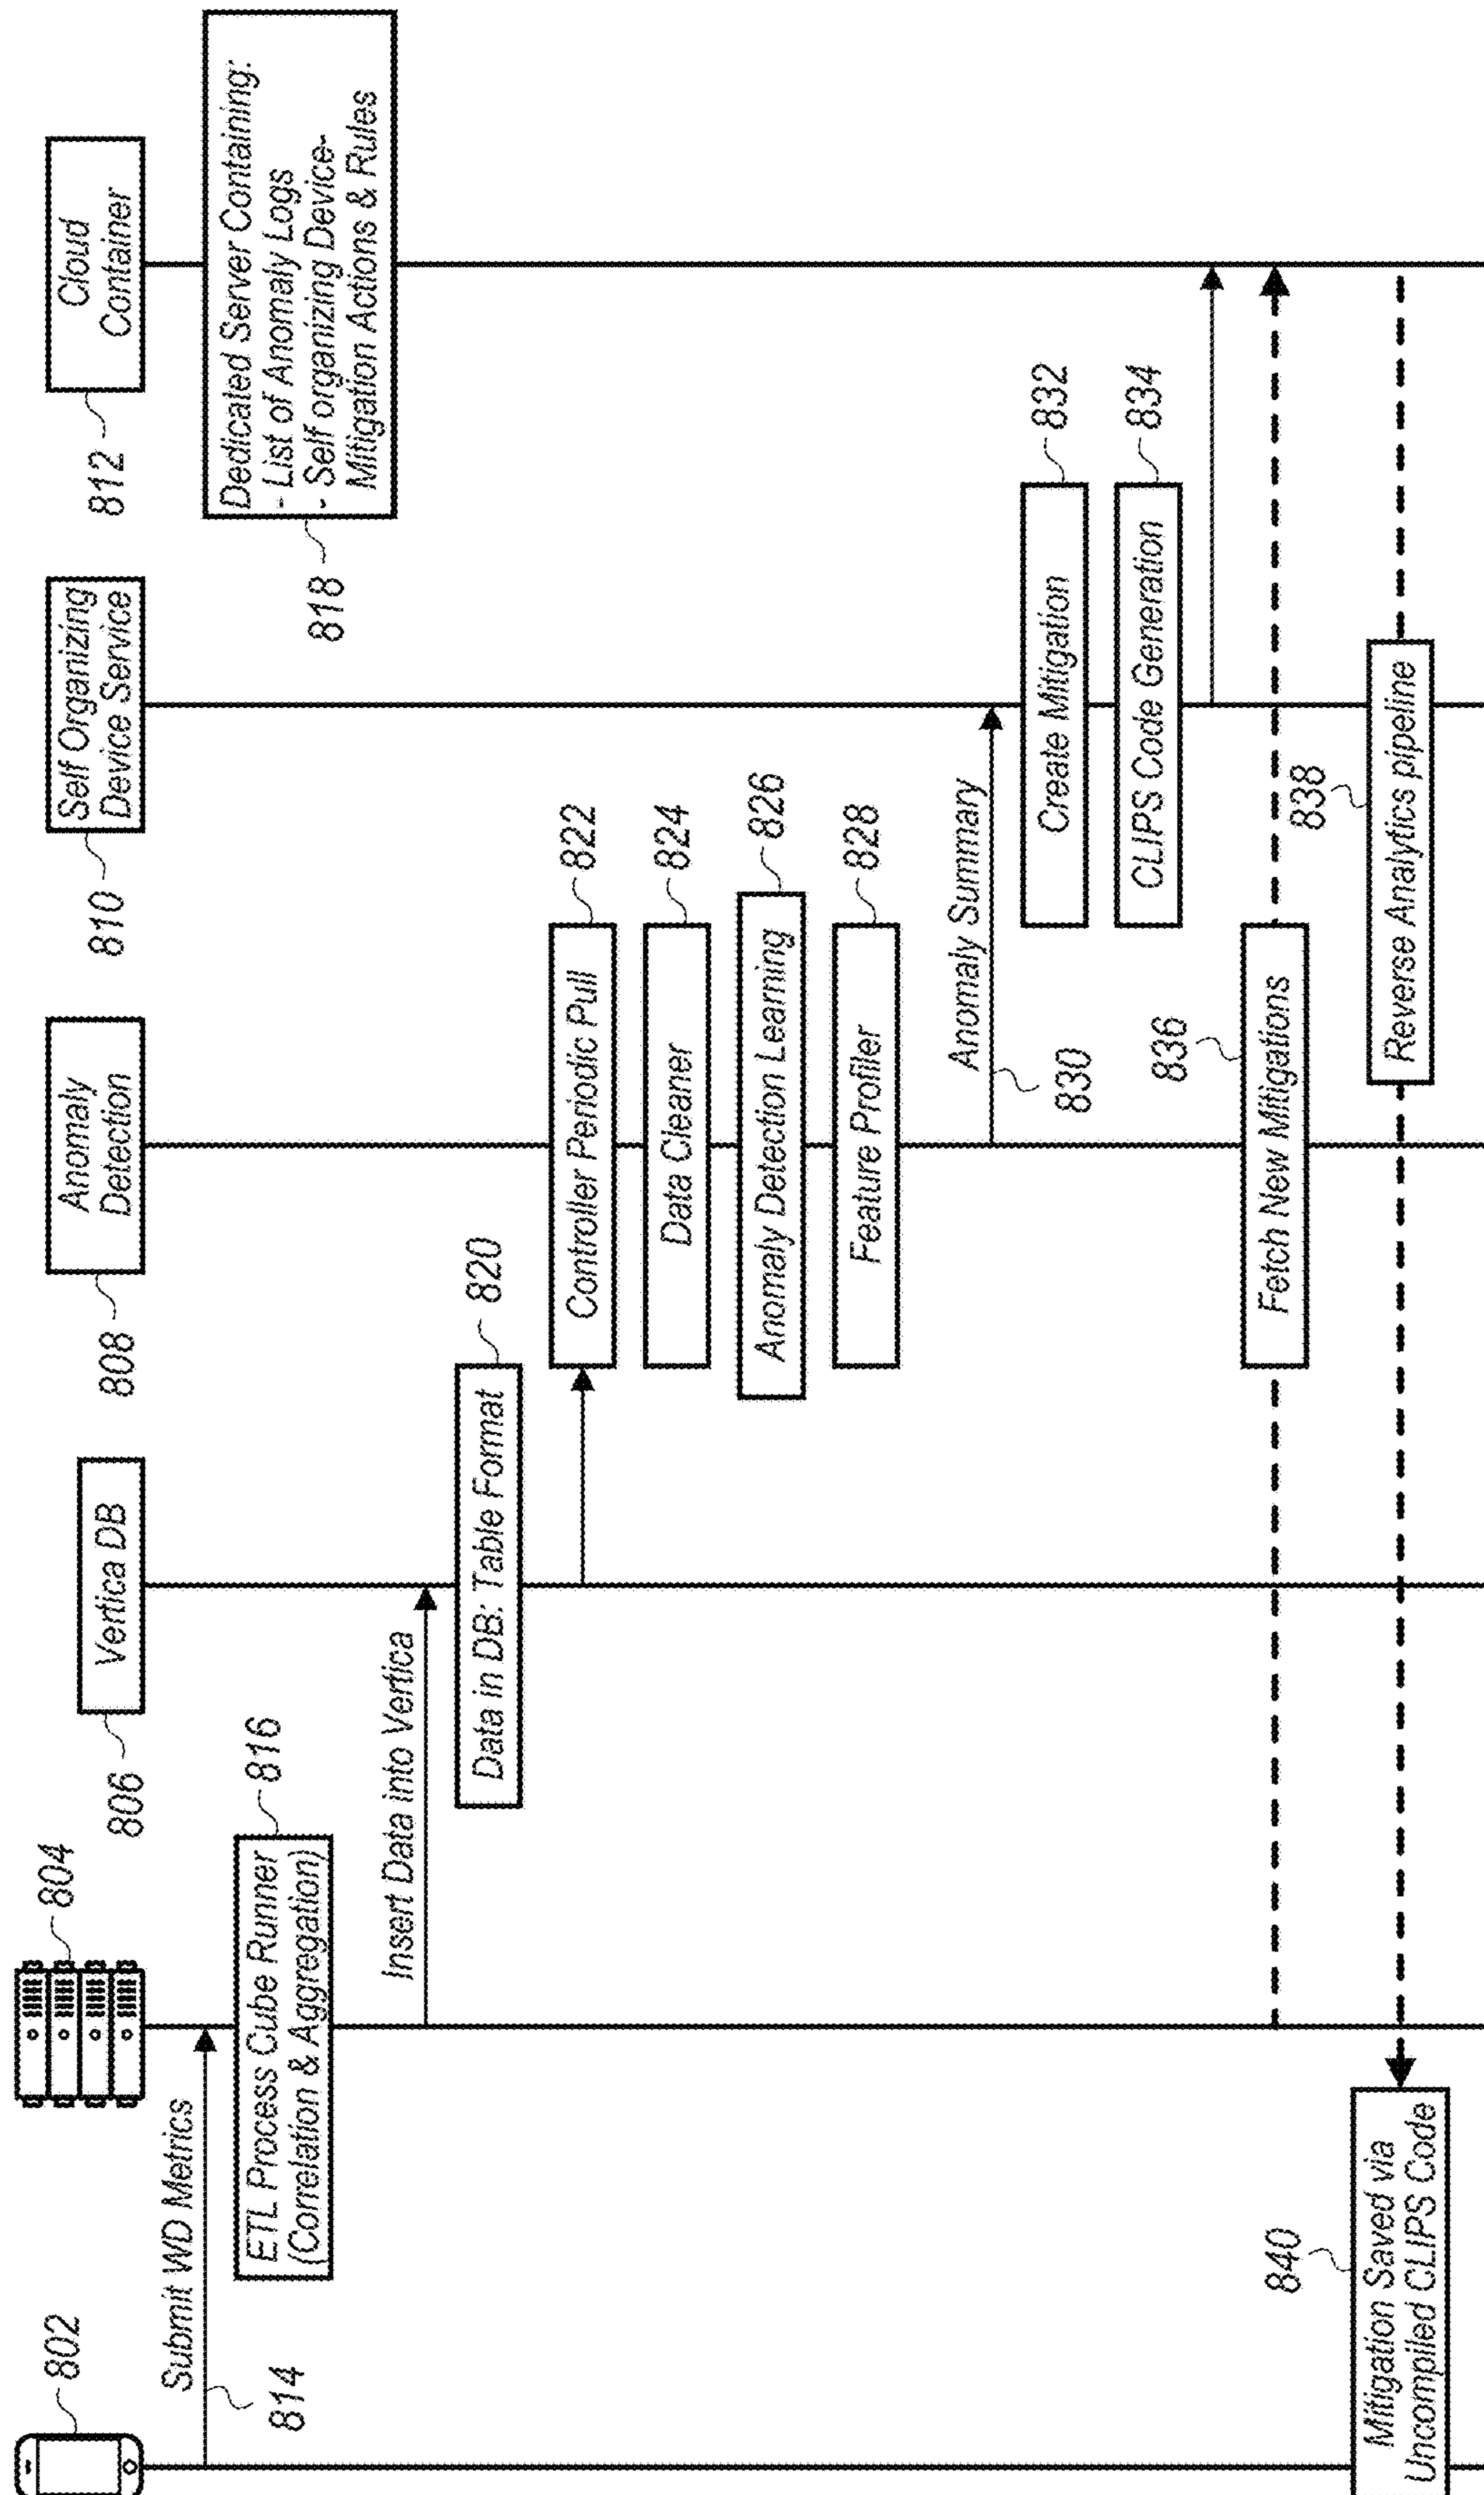 802
804
806
Vertica DB
808
Anomaly
Detection
810
Self Organizing
Device Service
812
Cloud
Container
Submit WD Metrics
814
ETL Process Cube Runner
(Correlation & Aggregation)
816
818
Dedicated Server Containing:
- List of Anomaly Logs
- Self organizing Device-
Mitigation Actions & Rules
Insert Data into Vertica
Data in DB: Table Format
820
Controller Periodic Pull
822
Data Cleaner
824
Anomaly Detection Learning
826
Feature Profiler
828
Anomaly Summary
830
Create Mitigation
832
CLIPS Code Generation
834
836
Fetch New Mitigations
838
Reverse Analytics pipeline
840
Mitigation Saved via
Uncompiled CLIPS Code